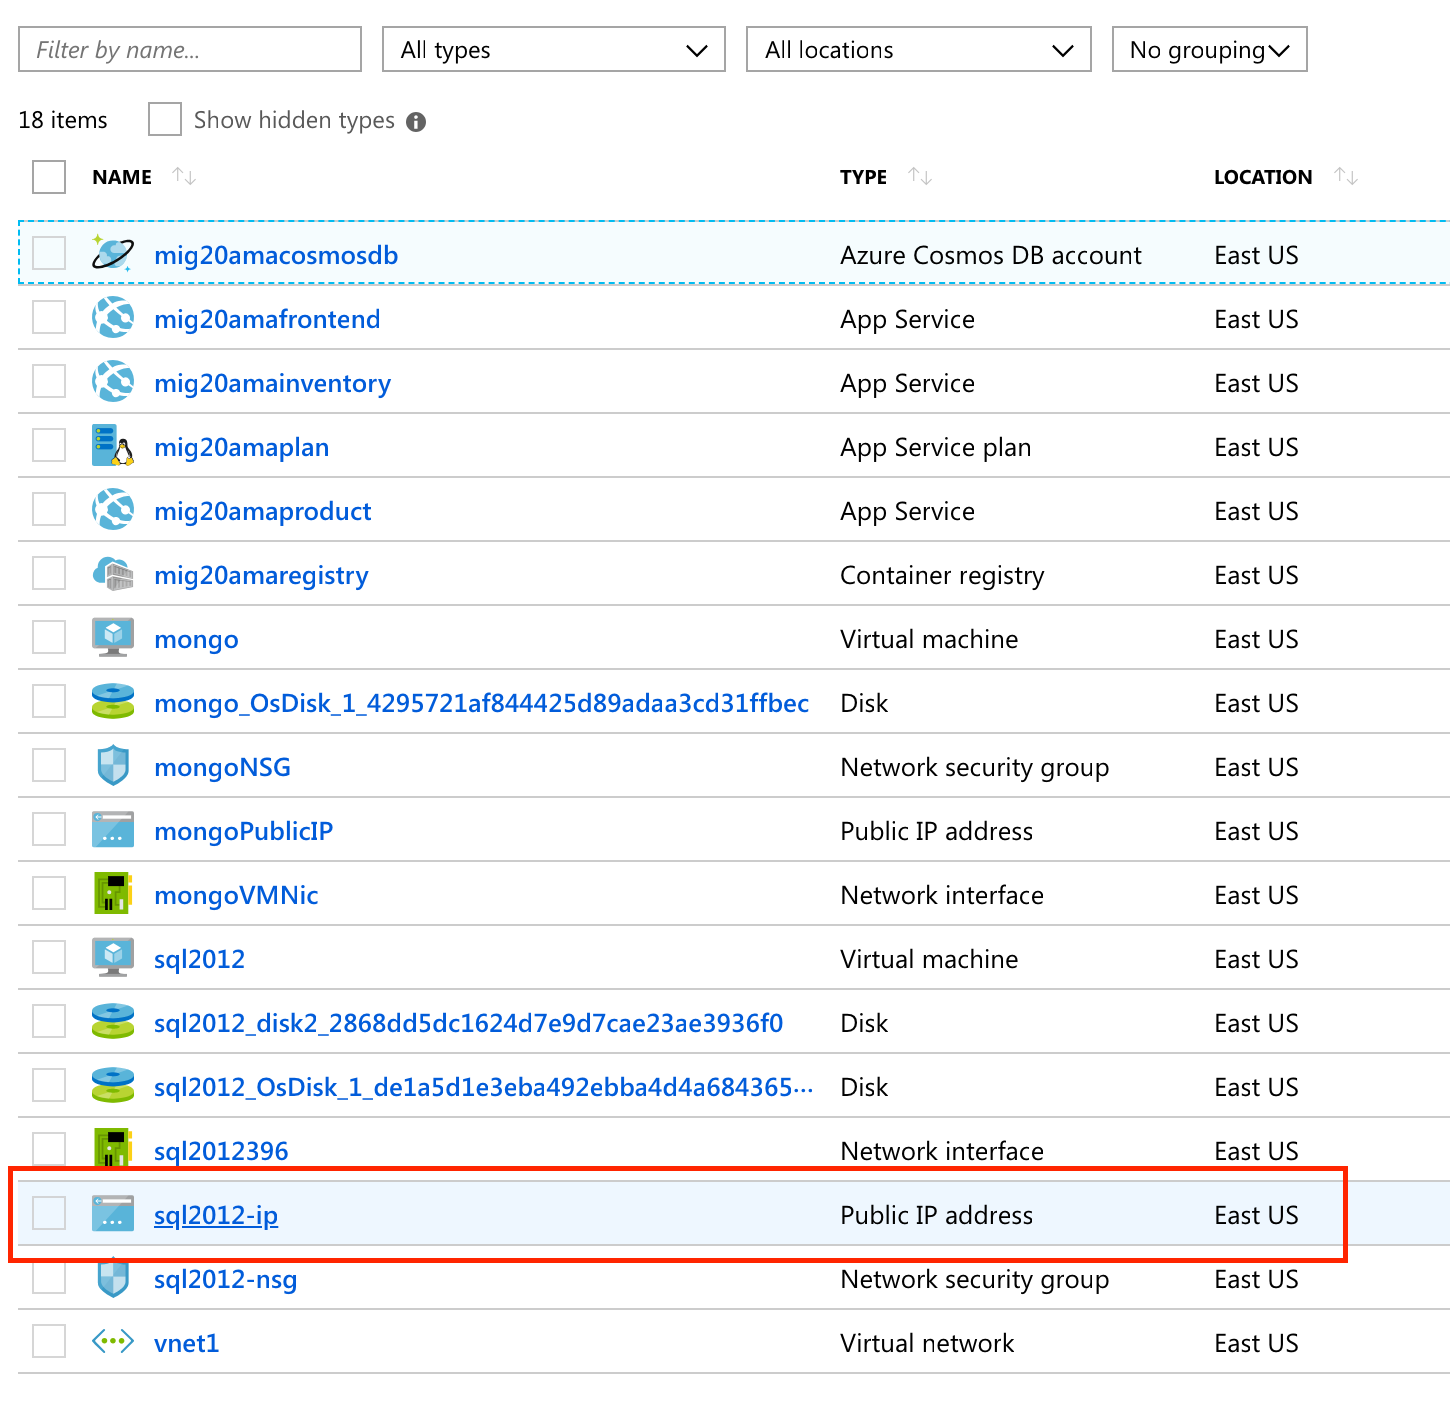 Filter by name... All types All locations No grouping
18 items Show hidden types
NAME TYPE LOCATION
mig20amacosmosdb Azure Cosmos DB account East US
mig20amafrontend App Service East US
mig20amainventory App Service East US
mig20amaplan App Service plan East US
mig20amaproduct App Service East US
mig20amaregistry Container registry East US
mongo Virtual machine East US
mongo_OsDisk_1_4295721af844425d89adaa3cd31ffbec Disk East US
mongoNSG Network security group East US
mongoPublicIP Public IP address East US
mongoVMNic Network interface East US
sql2012 Virtual machine East US
sql2012_disk2_2868dd5dc1624d7e9d7cae23ae3936f0 Disk East US
sql2012_OsDisk_1_de1a5d1e3eba492ebba4d4a684365... Disk East US
sql2012396 Network interface East US
sql2012-ip Public IP address East US
sql2012-nsg Network security group East US
vnet1 Virtual network East US